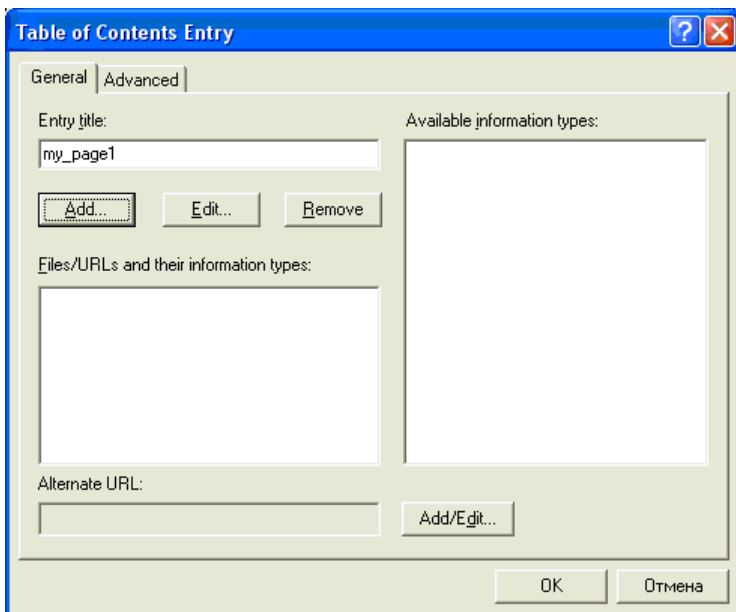 Table of Contents Entry
General
Advanced
Entry title:
Available information types:
my_page1
Add...
Edit...
Remove
Files/URLs and their information types:
Alternate URL:
Add/Edit...
OK
Отмена